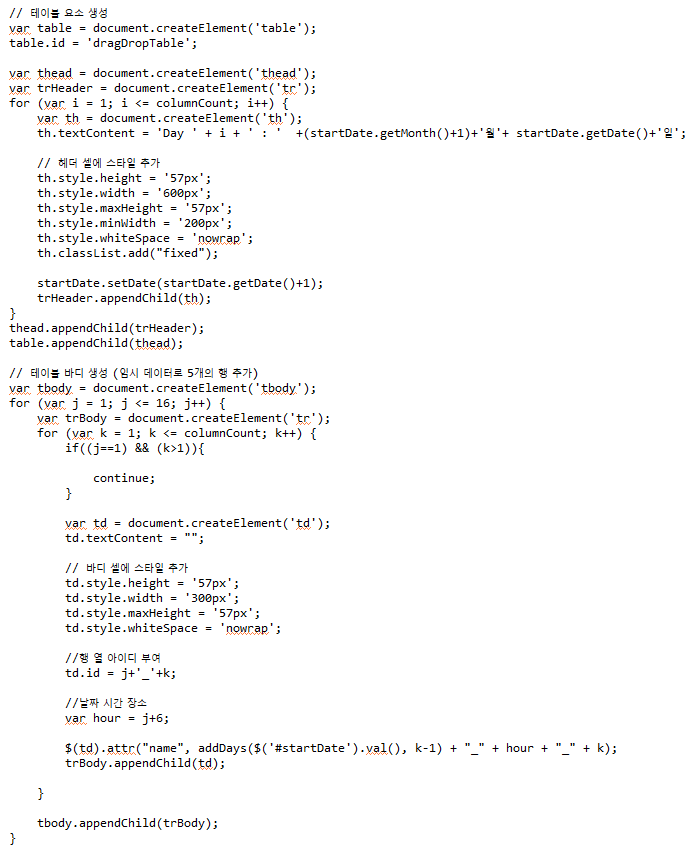 // 테이블 요소 생성
var table = document.createElement('table');
table.id = 'dragDropTable';
var thead = document.createElement('thead');
var trHeader = document.createElement('tr');
for (var i = 1; i <= columnCount; i++) {
var th = document.createElement('th');
th.textContent = 'Day ' + i + ' : '  +(startDate.getMonth()+1)+'월'+ startDate.getDate()+'일';
// 헤더 셀에 스타일 추가
th.style.height = '57px';
th.style.width = '600px';
th.style.maxHeight = '57px';
th.style.minWidth = '200px';
th.style.whiteSpace = 'nowrap';
th.classList.add("fixed");
startDate.setDate(startDate.getDate()+1);
trHeader.appendChild(th);
}
thead.appendChild(trHeader);
table.appendChild(thead);
// 테이블 바디 생성 (임시 데이터로 5개의 행 추가)
var tbody = document.createElement('tbody');
for (var j = 1; j <= 16; j++) {
var trBody = document.createElement('tr');
for (var k = 1; k <= columnCount; k++) {
if((j==1) && (k>1)){
continue;
}
var td = document.createElement('td');
td.textContent = "";
// 바디 셀에 스타일 추가
td.style.height = '57px';
td.style.width = '300px';
td.style.maxHeight = '57px';
td.style.whiteSpace = 'nowrap';
//행 열 아이디 부여
td.id = j+'_'+k;
//날짜 시간 장소
var hour = j+6;
$(td).attr("name", addDays($('#startDate').val(), k-1) + "_" + hour + "_" + k);
trBody.appendChild(td);
}
tbody.appendChild(trBody);
}